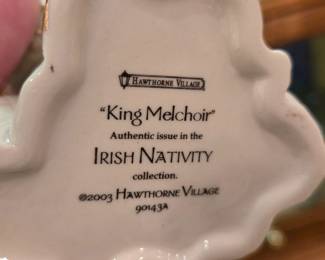 HAWTHORNE VILLAGE
"King Melchoir"
Authentic issue in the
IRISH NATIVITY
collection.
©2003 HAWTHORNE VILLAGE
90143A